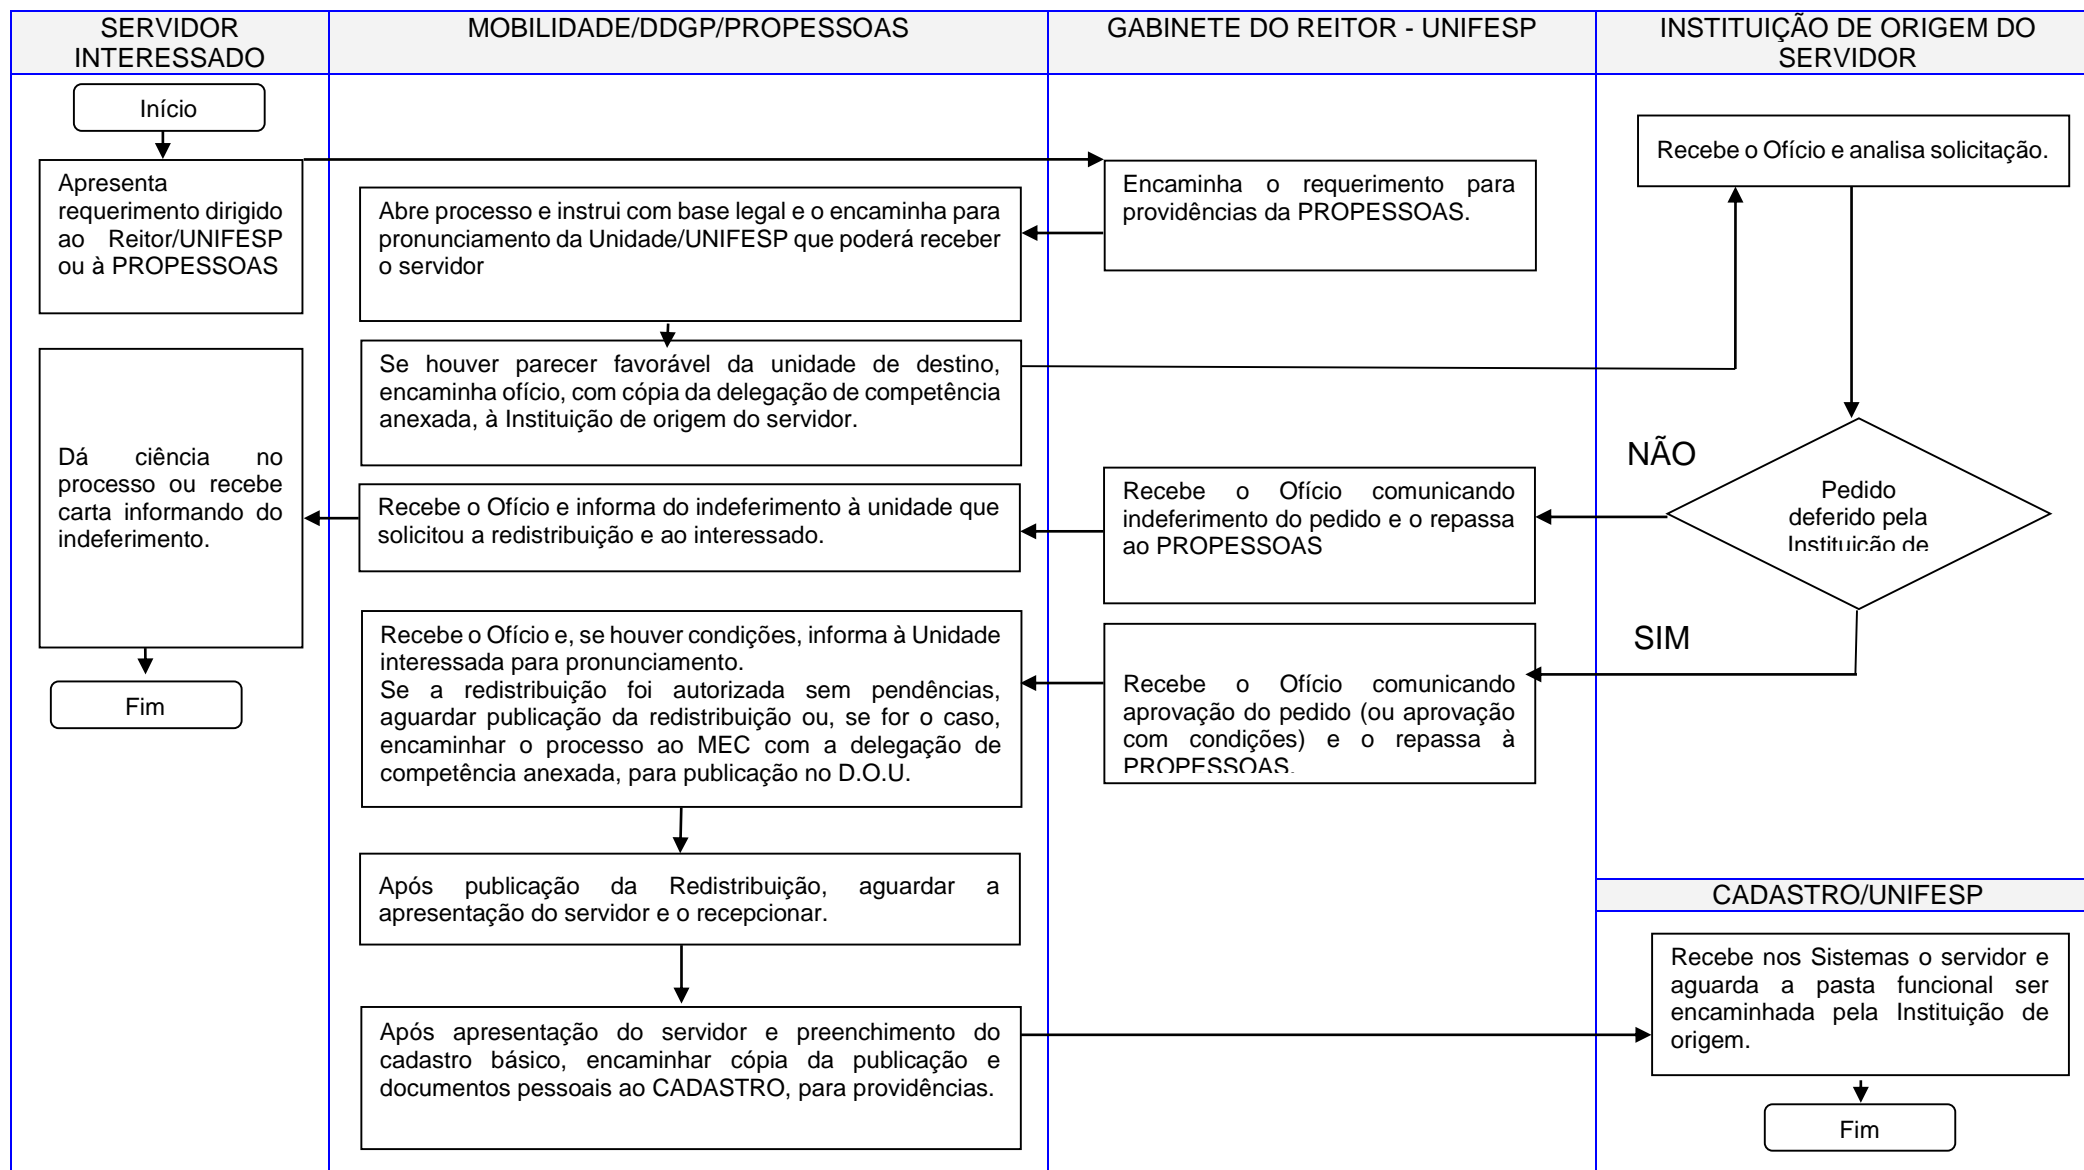 SERVIDOR
INTERESSADO
MOBILIDADE/DDGP/PROPESSOAS
GABINETE DO REITOR - UNIFESP
INSTITUIÇÃO DE ORIGEM DO
SERVIDOR
Início
Apresenta
requerimento dirigido
ao Reitor/UNIFESP
ou à PROPESSOAS
Encaminha o requerimento para
providências da PROPESSOAS.
Abre processo e instrui com base legal e o encaminha para
pronunciamento da Unidade/UNIFESP que poderá receber
o servidor
Se houver parecer favorável da unidade de destino,
encaminha ofício, com cópia da delegação de competência
anexada, à Instituição de origem do servidor.
Recebe o Ofício e analisa solicitação.
Pedido
deferido pela
Instituição de
NÃO
Recebe o Ofício comunicando
indeferimento do pedido e o repassa
ao PROPESSOAS
Recebe o Ofício e informa do indeferimento à unidade que
solicitou a redistribuição e ao interessado.
Dá ciência no
processo ou recebe
carta informando do
indeferimento.
Fim
SIM
Recebe o Ofício comunicando
aprovação do pedido (ou aprovação
com condições) e o repassa à
PROPESSOAS.
Recebe o Ofício e, se houver condições, informa à Unidade
interessada para pronunciamento.
Se a redistribuição foi autorizada sem pendências,
aguardar publicação da redistribuição ou, se for o caso,
encaminhar o processo ao MEC com a delegação de
competência anexada, para publicação no D.O.U.
Após publicação da Redistribuição, aguardar a
apresentação do servidor e o recepcionar.
Após apresentação do servidor e preenchimento do
cadastro básico, encaminhar cópia da publicação e
documentos pessoais ao CADASTRO, para providências.
CADASTRO/UNIFESP
Recebe nos Sistemas o servidor e
aguarda a pasta funcional ser
encaminhada pela Instituição de
origem.
Fim